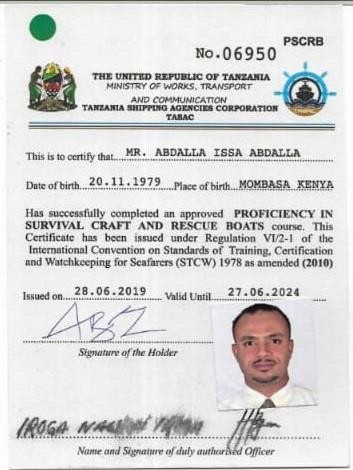 PSCRB
No.06950
THE UNITED REPUBLIC OF TANZANIA
MINISTRY OF WORKS, TRANSPORT
AND COMMUNICATION
TANZANIA SHIPPING AGENCIES CORPORATION
TABAC
This is to certify that MR. ABDALLA ISSA ABDALLA
Date of birth 20.11.1979 Place of birth MOMBASA KENYA
Has successfully completed an approved PROFICIENCY IN
SURVIVAL CRAFT AND RESCUE BOATS course. This
Certificate has been issued under Regulation VI/2-1 of the
International Convention on Standards of Training, Certification
and Watchkeeping for Seafarers (STCW) 1978 as amended (2010)
Issued on 28.06.2019 Valid Until 27.06.2024
Signature of the Holder
IROGA
Name and Signature of duly authorised Officer